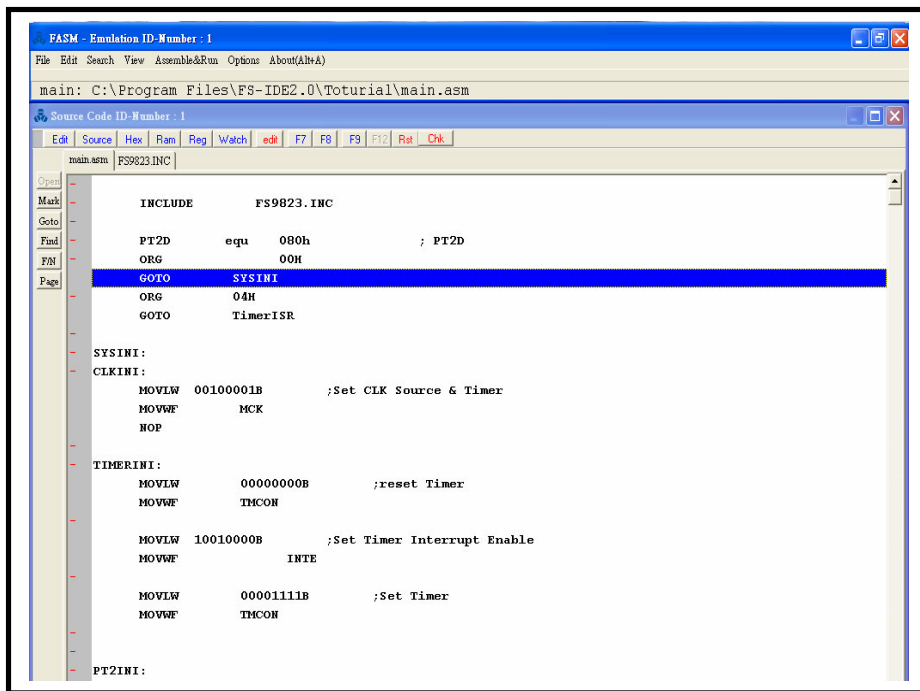 FASM - Emulation ID-Number : 1
File Edit Search View Assemble&Run Options About(Alt+A)
main: C:\Program Files\FS-IDE2.0\Toturial\main.asm
Source Code ID-Number : 1
Edit Source Hex Ram Reg Watch edit F7 F8 F9 F12 Rst Chk
main.asm FS9823.INC
Open
Mark
Goto
Find
F/N
Page
INCLUDE FS9823.INC
PT2D equ 080h ; PT2D
ORG 00H
GOTO SYSINI
ORG 04H
GOTO TimerISR
SYSINI:
CLKINI:
MOVLW 00100001B ;Set CLK Source & Timer
MOVWF MCK
NOP
TIMERINI:
MOVLW 00000000B ;reset Timer
MOVWF TMCON
MOVLW 10010000B ;Set Timer Interrupt Enable
MOVWF INTE
MOVLW 00001111B ;Set Timer
MOVWF TMCON
PT2INI: